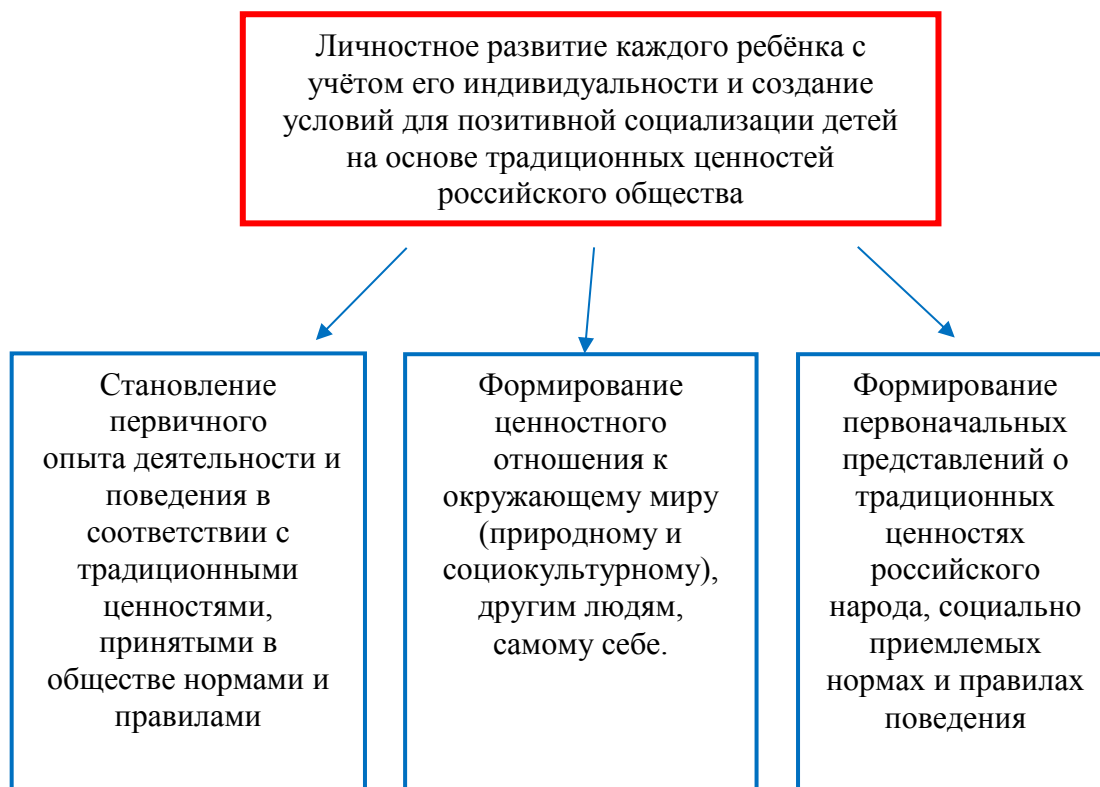 Личностное развитие каждого ребёнка с
учётом его индивидуальности и создание
условий для позитивной социализации детей
на основе традиционных ценностей
российского общества
Становление
первичного
опыта деятельности и
поведения в
соответствии с
традиционными
ценностями,
принятыми в
обществе нормами и
правилами
Формирование
ценностного
отношения к
окружающему миру
(природному и
социокультурному),
другим людям,
самому себе.
Формирование
первоначальных
представлений о
традиционных
ценностях
российского
народа, социально
приемлемых
нормах и правилах
поведения